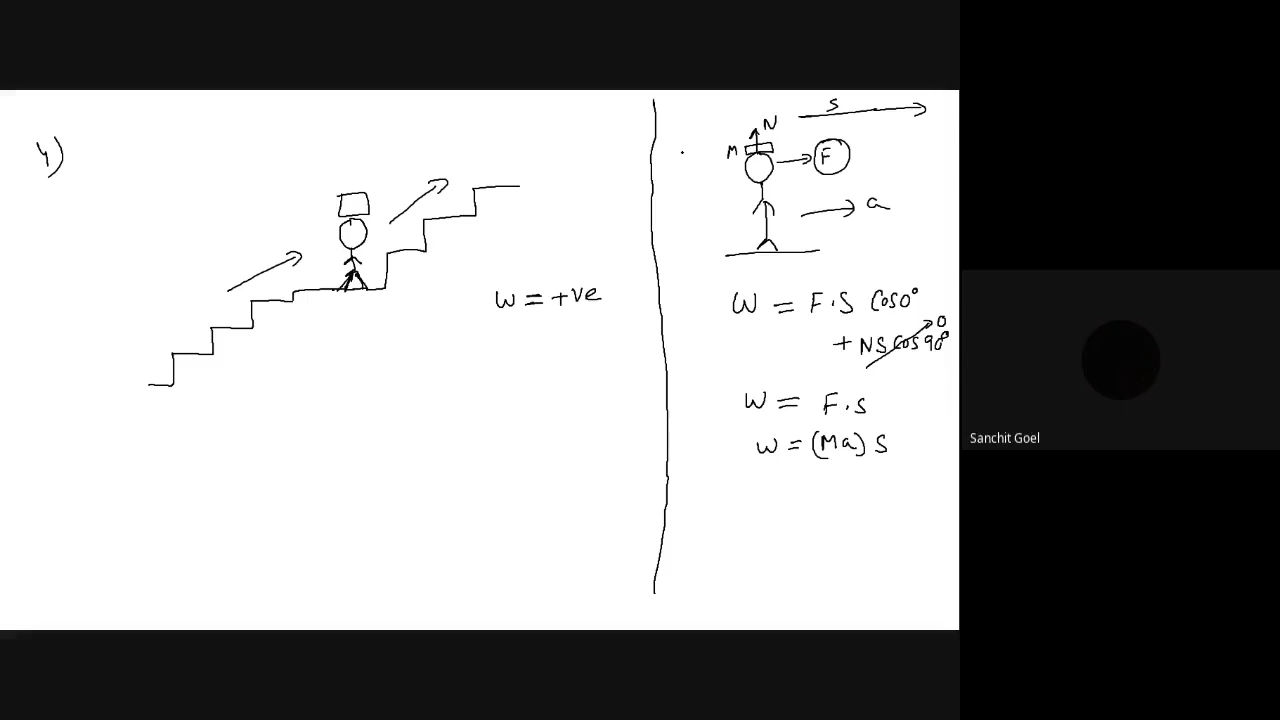 4)
W = +ve
S
N
M
F
a
W = F.S Cos0°
+ NS Cos90° 0
W = F.S
W = (Ma) S
Sanchit Goel